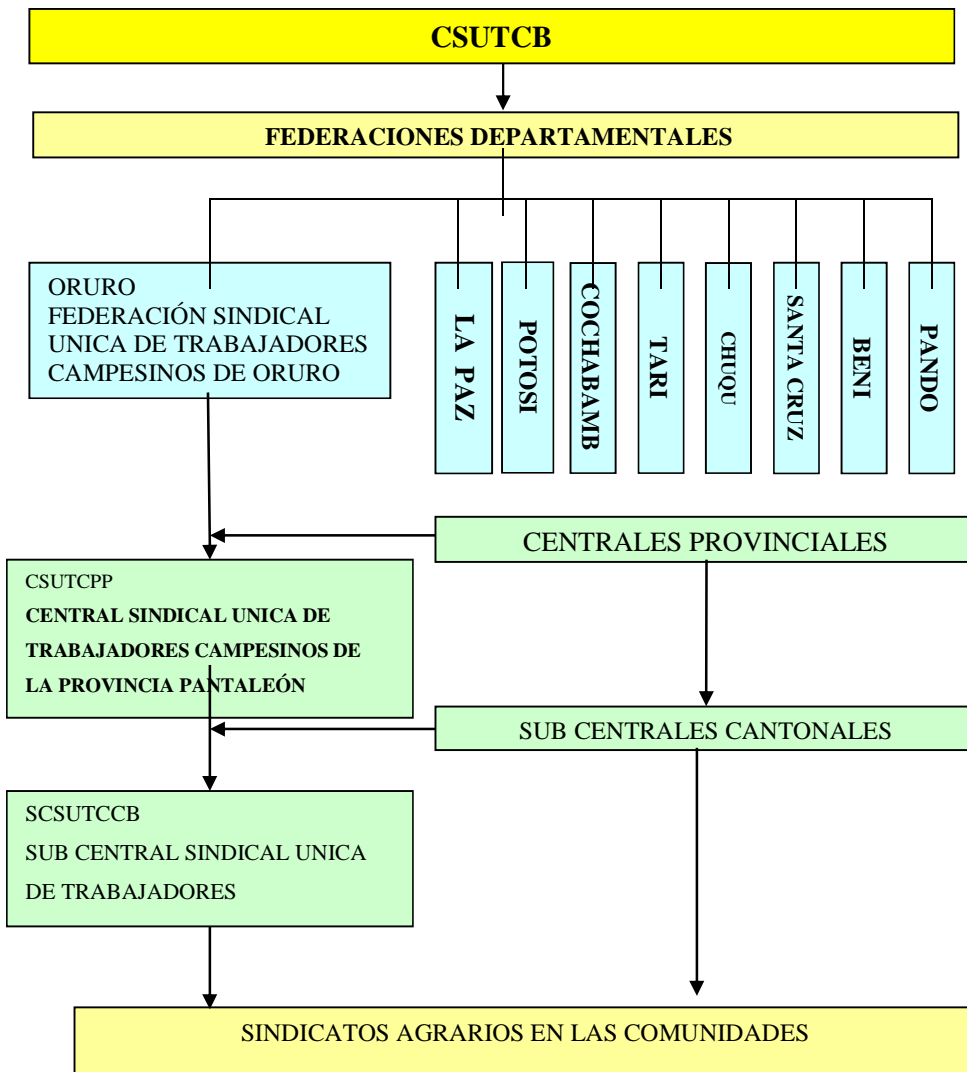 CSUTCB
FEDERACIONES DEPARTAMENTALES
ORURO
FEDERACIÓN SINDICAL
UNICA DE TRABAJADORES
CAMPESINOS DE ORURO
LA PAZ
POTOSI
COCHABAMB
TARI
CHUQU
SANTA CRUZ
BENI
PANDO
CENTRALES PROVINCIALES
CSUTCPP
CENTRAL SINDICAL UNICA DE
TRABAJADORES CAMPESINOS DE
LA PROVINCIA PANTALEÓN
SUB CENTRALES CANTONALES
SCSUTCCB
SUB CENTRAL SINDICAL UNICA
DE TRABAJADORES
SINDICATOS AGRARIOS EN LAS COMUNIDADES